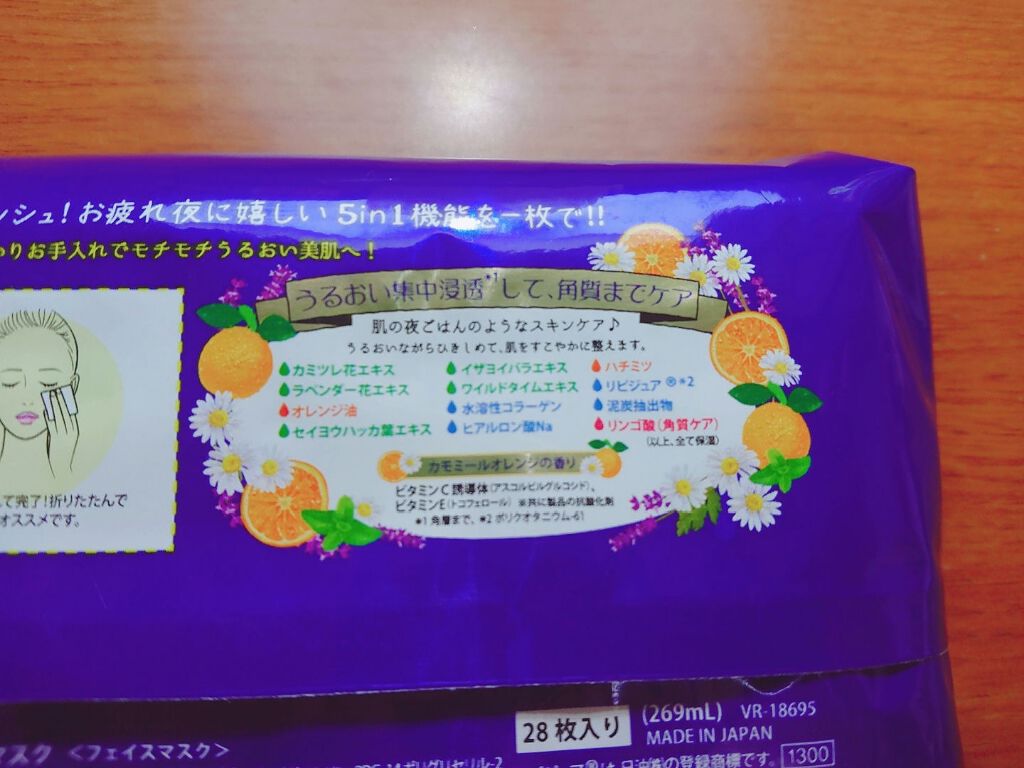 ッシュ!お疲れ夜に嬉しい5in1機能を一枚で!!
わりお手入れでモチモチうるおい美肌へ!
うるおい集中浸透*1して、角質までケア
肌の夜ごはんのようなスキンケア♪
うるおいながらひきしめて、肌をすこやかに整えます。
カミツレ花エキス
ラベンダー花エキス
オレンジ油
セイヨウハッカ葉エキス
イザヨイバラエキス
ワイルドタイムエキス
水溶性コラーゲン
ヒアルロン酸Na
ハチミツ
リピジュア®*2
泥炭抽出物
リンゴ酸(角質ケア)
(以上、全て保湿)
カモミールオレンジの香り
ビタミンC誘導体(アスコルビルグルコシド)、
ビタミンE(トコフェロール) ※共に製品の抗酸化剤
*1 角層まで、*2 ポリクオタニウム-61
て完了!折りたたんで
オススメです。
28枚入り
(269mL) VR-18695
MADE IN JAPAN
マスク <フェイスマスク>
®は日油㈱の登録商標です。 1300